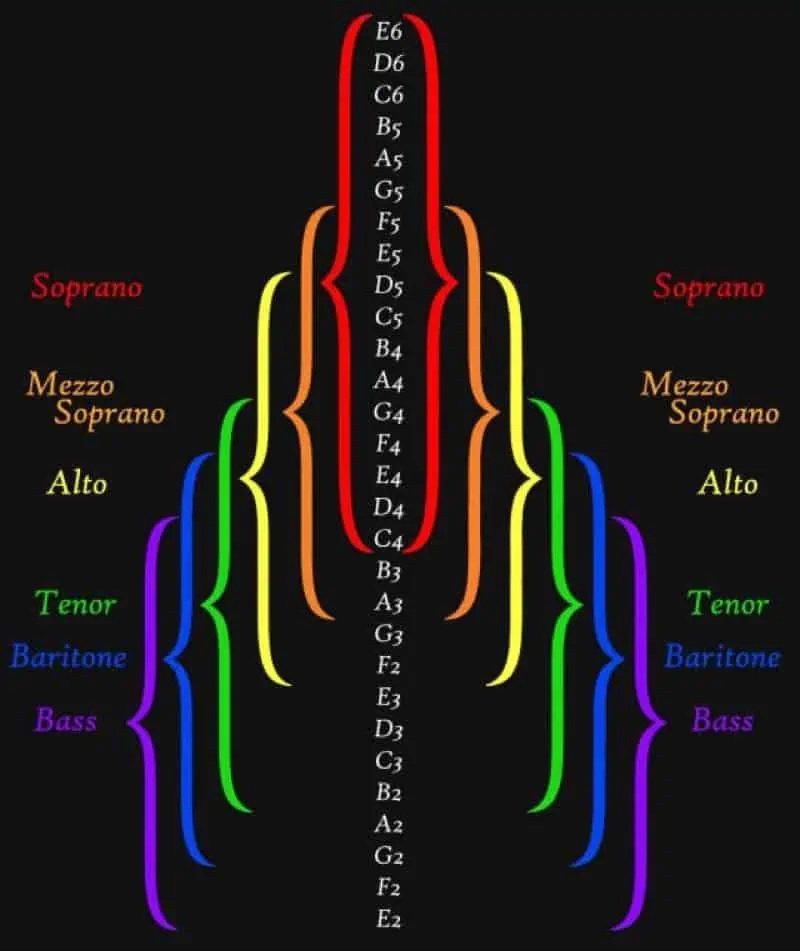 E6
D6
C6
B5
A5
G5
F5
E5
Soprano D5 Soprano
C5
B4
Mezzo A4 Mezzo
Soprano G4 Soprano
F4
Alto E4 Alto
D4
C4
B3
Tenor A3 Tenor
G3
Baritone F2 Baritone
E3
Bass D3 Bass
C3
B2
A2
G2
F2
E2